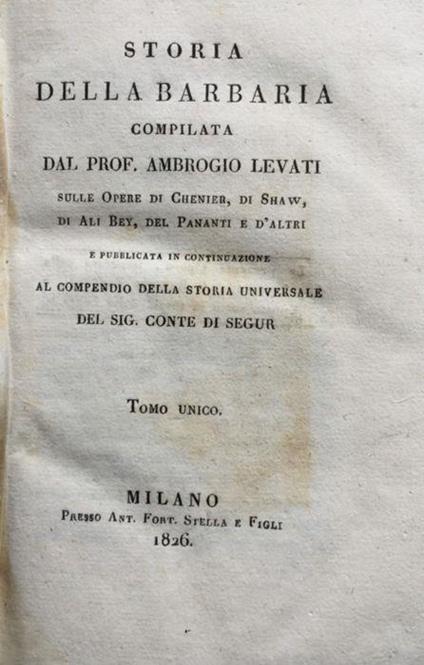 STORIA
DELLA BARBARIA
COMPILATA
DAL PROF. AMBROGIO LEVATI
SULLE OPERE DI CHENIER, DI SHAW,
DI ALI BEY, DEL PANANTI E D'ALTRI
E PUBBLICATA IN CONTINUAZIONE
AL COMPENDIO DELLA STORIA UNIVERSALE
DEL SIG. CONTE DI SEGUR
TOMO UNICO.
MILANO
PRESSO ANT. FORT. STELLA E FIGLI
1826.